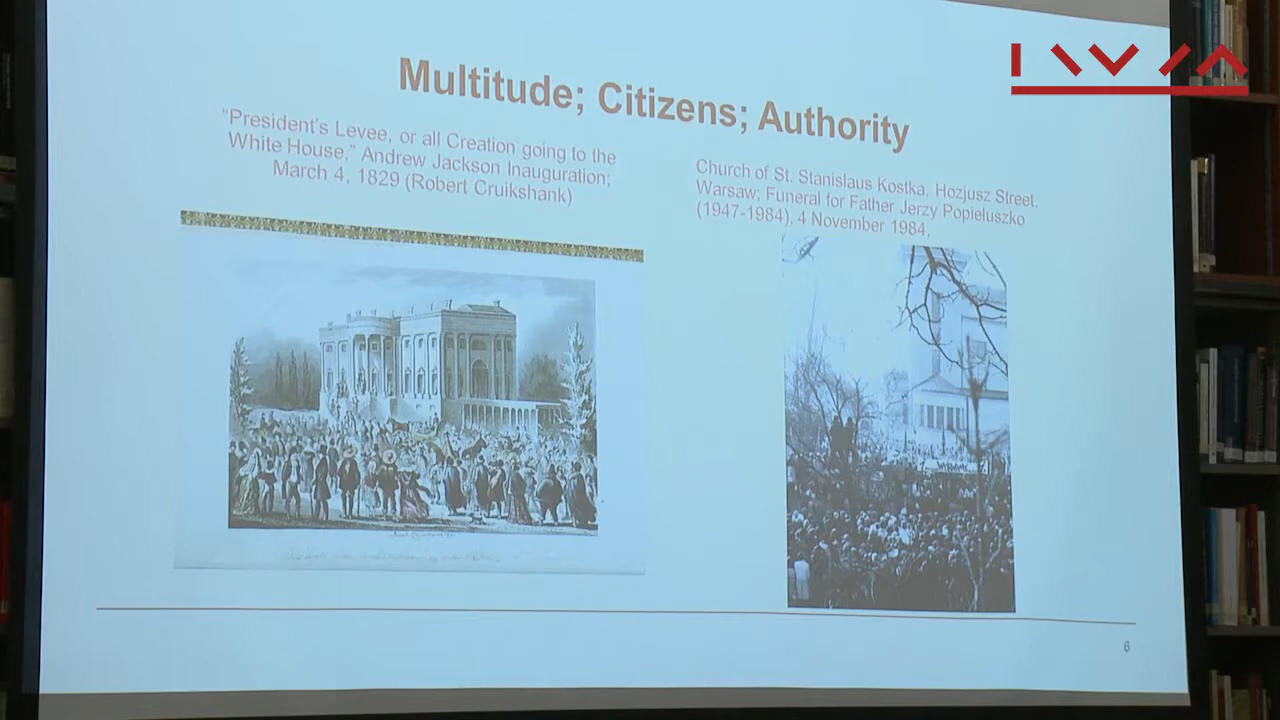 Multitude; Citizens; Authority
"President's Levee, or all Creation going to the
White House," Andrew Jackson Inauguration;
March 4, 1829 (Robert Cruikshank)
Church of St. Stanislaus Kostka, Hozjusz Street,
Warsaw; Funeral for Father Jerzy Popieluszko
(1947-1984). 4 November 1984,
6